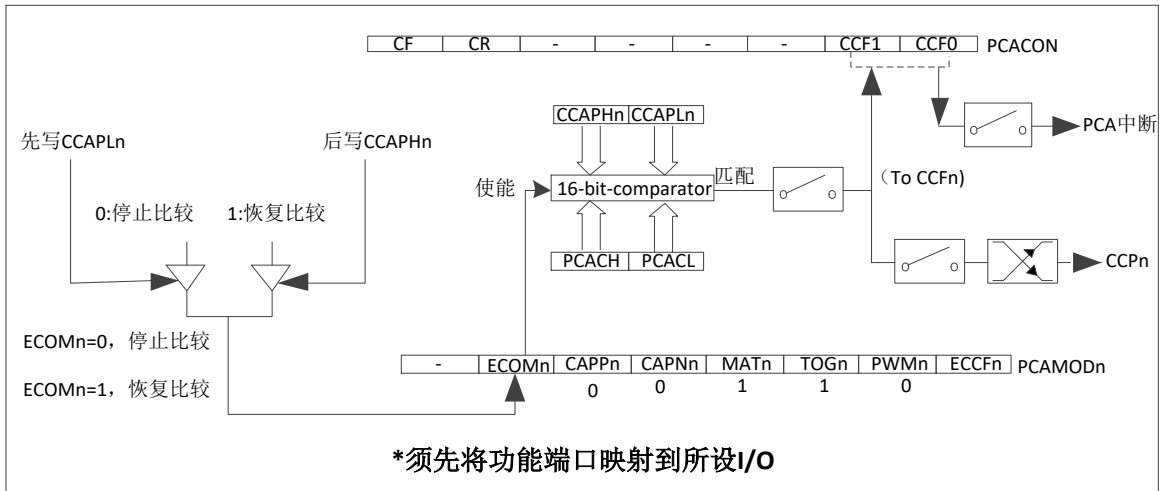 CF CR - - - - CCF1 CCF0 PCACON
先写CCAPLn 后写CCAPHn
CCAPHn CCAPLn
PCA中断
使能 16-bit-comparator 匹配 （To CCFn)
0:停止比较 1:恢复比较
PCACH PCACL
CCPn
ECOMn=0，停止比较
- ECOMn CAPPn CAPNn MATn TOGn PWMn ECCFn PCAMODn
ECOMn=1，恢复比较
0 0 1 1 0
*须先将功能端口映射到所设I/O